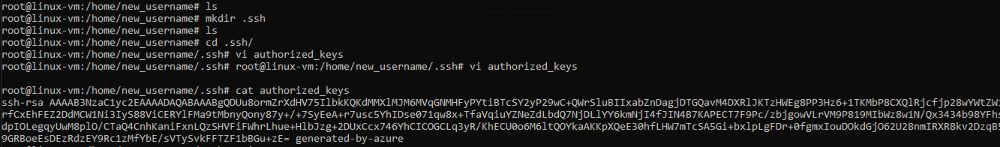 root@linux-vm:/home/new_username# ls
root@linux-vm:/home/new_username# mkdir .ssh
root@linux-vm:/home/new_username# ls
root@linux-vm:/home/new_username# cd .ssh/
root@linux-vm:/home/new_username/.ssh# vi authorized_keys
root@linux-vm:/home/new_username/.ssh# root@linux-vm:/home/new_username/.ssh# vi authorized_keys
root@linux-vm:/home/new_username/.ssh# cat authorized_keys
ssh-rsa AAAAB3NzaC1yc2EAAAADAQABAAABgQDUu8ormZrXdHV75IlbkKQKdMMXlMJM6MVqGNMHFyPYtiBTcSY2yP29wC+QWrSluBIIxabZnDagjDTGQavM4DXRlJKTzHWEg8PP3Hz6+1TKMbP8CXQlRjcfjp28wYWtZW1
rfCxEhFEZ2DdMCW1Ni3IyS88ViCERYlFMa9tMbnyQony87y+/+7SyEeA+r7usc5YhIDse071qw8x+TfaVqiuYZNeZdLbdQ7NjDLlYY6kmNjI4fJIN4B7KAPECT7F9Pc/zbjgowVLrVM9P819MIbWz8w1N/Qx3434b98YFhs
dpIOLegqyUwM8plO/CTaQ4CnhKaniFxnLQzSHVFiFWhrLhue+HlbJzg+2DUxCcx746YhCICOGCLq3yR/KhECU0o6M6ltQOYkaAKKpXQeE30hfLHW7mTcSA5Gi+bxlpLgFDr+0fgmxIouDOkdGjO62U28nmIRXR8kv2DzqB
9GRBoeEsDEzRdzEY9Rc1zMfYbE/sVTySvkFFTZF1bBGu+zE= generated-by-azure